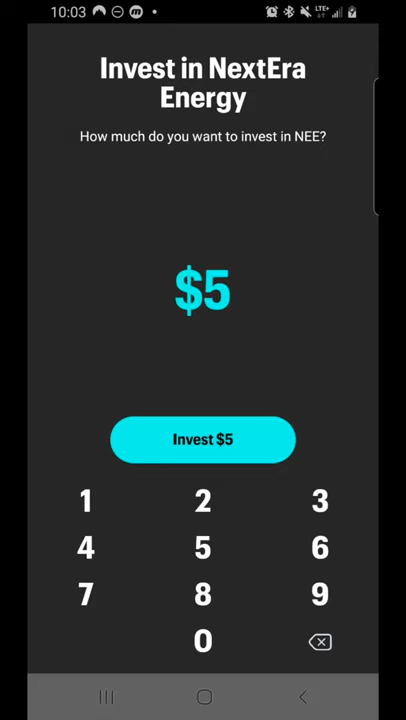 10:03
LTE+
Invest in NextEra
Energy
How much do you want to invest in NEE?
$5
Invest $5
1 2 3
4 5 6
7 8 9
0